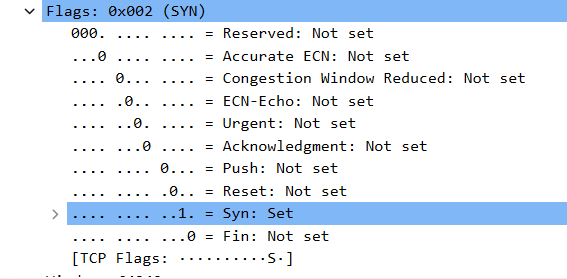 Flags: 0x002 (SYN)
000. .... .... = Reserved: Not set
...0 .... .... = Accurate ECN: Not set
.... 0... .... = Congestion Window Reduced: Not set
.... .0.. .... = ECN-Echo: Not set
.... ..0. .... = Urgent: Not set
.... ...0 .... = Acknowledgment: Not set
.... .... 0... = Push: Not set
.... .... .0.. = Reset: Not set
.... .... ..1. = Syn: Set
.... .... ...0 = Fin: Not set
[TCP Flags: ··········S·]